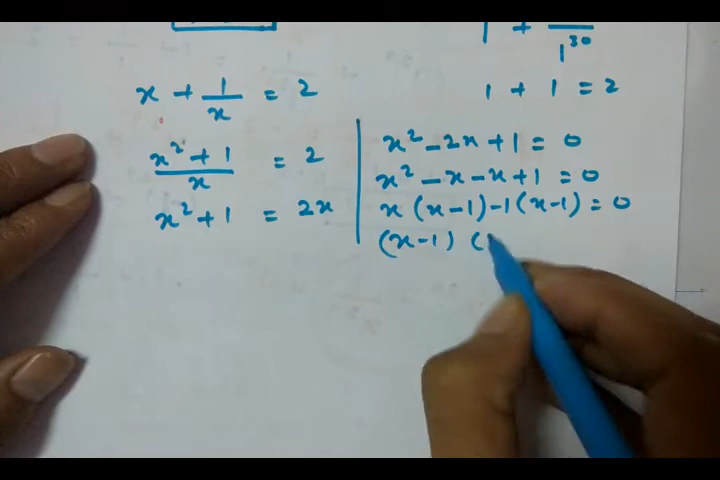 1 + —
1^30
x + 1/x = 2
1 + 1 = 2
(x² + 1)/x = 2
x² + 1 = 2x
x² - 2x + 1 = 0
x² - x - x + 1 = 0
x (x - 1) - 1 (x - 1) = 0
(x - 1) (